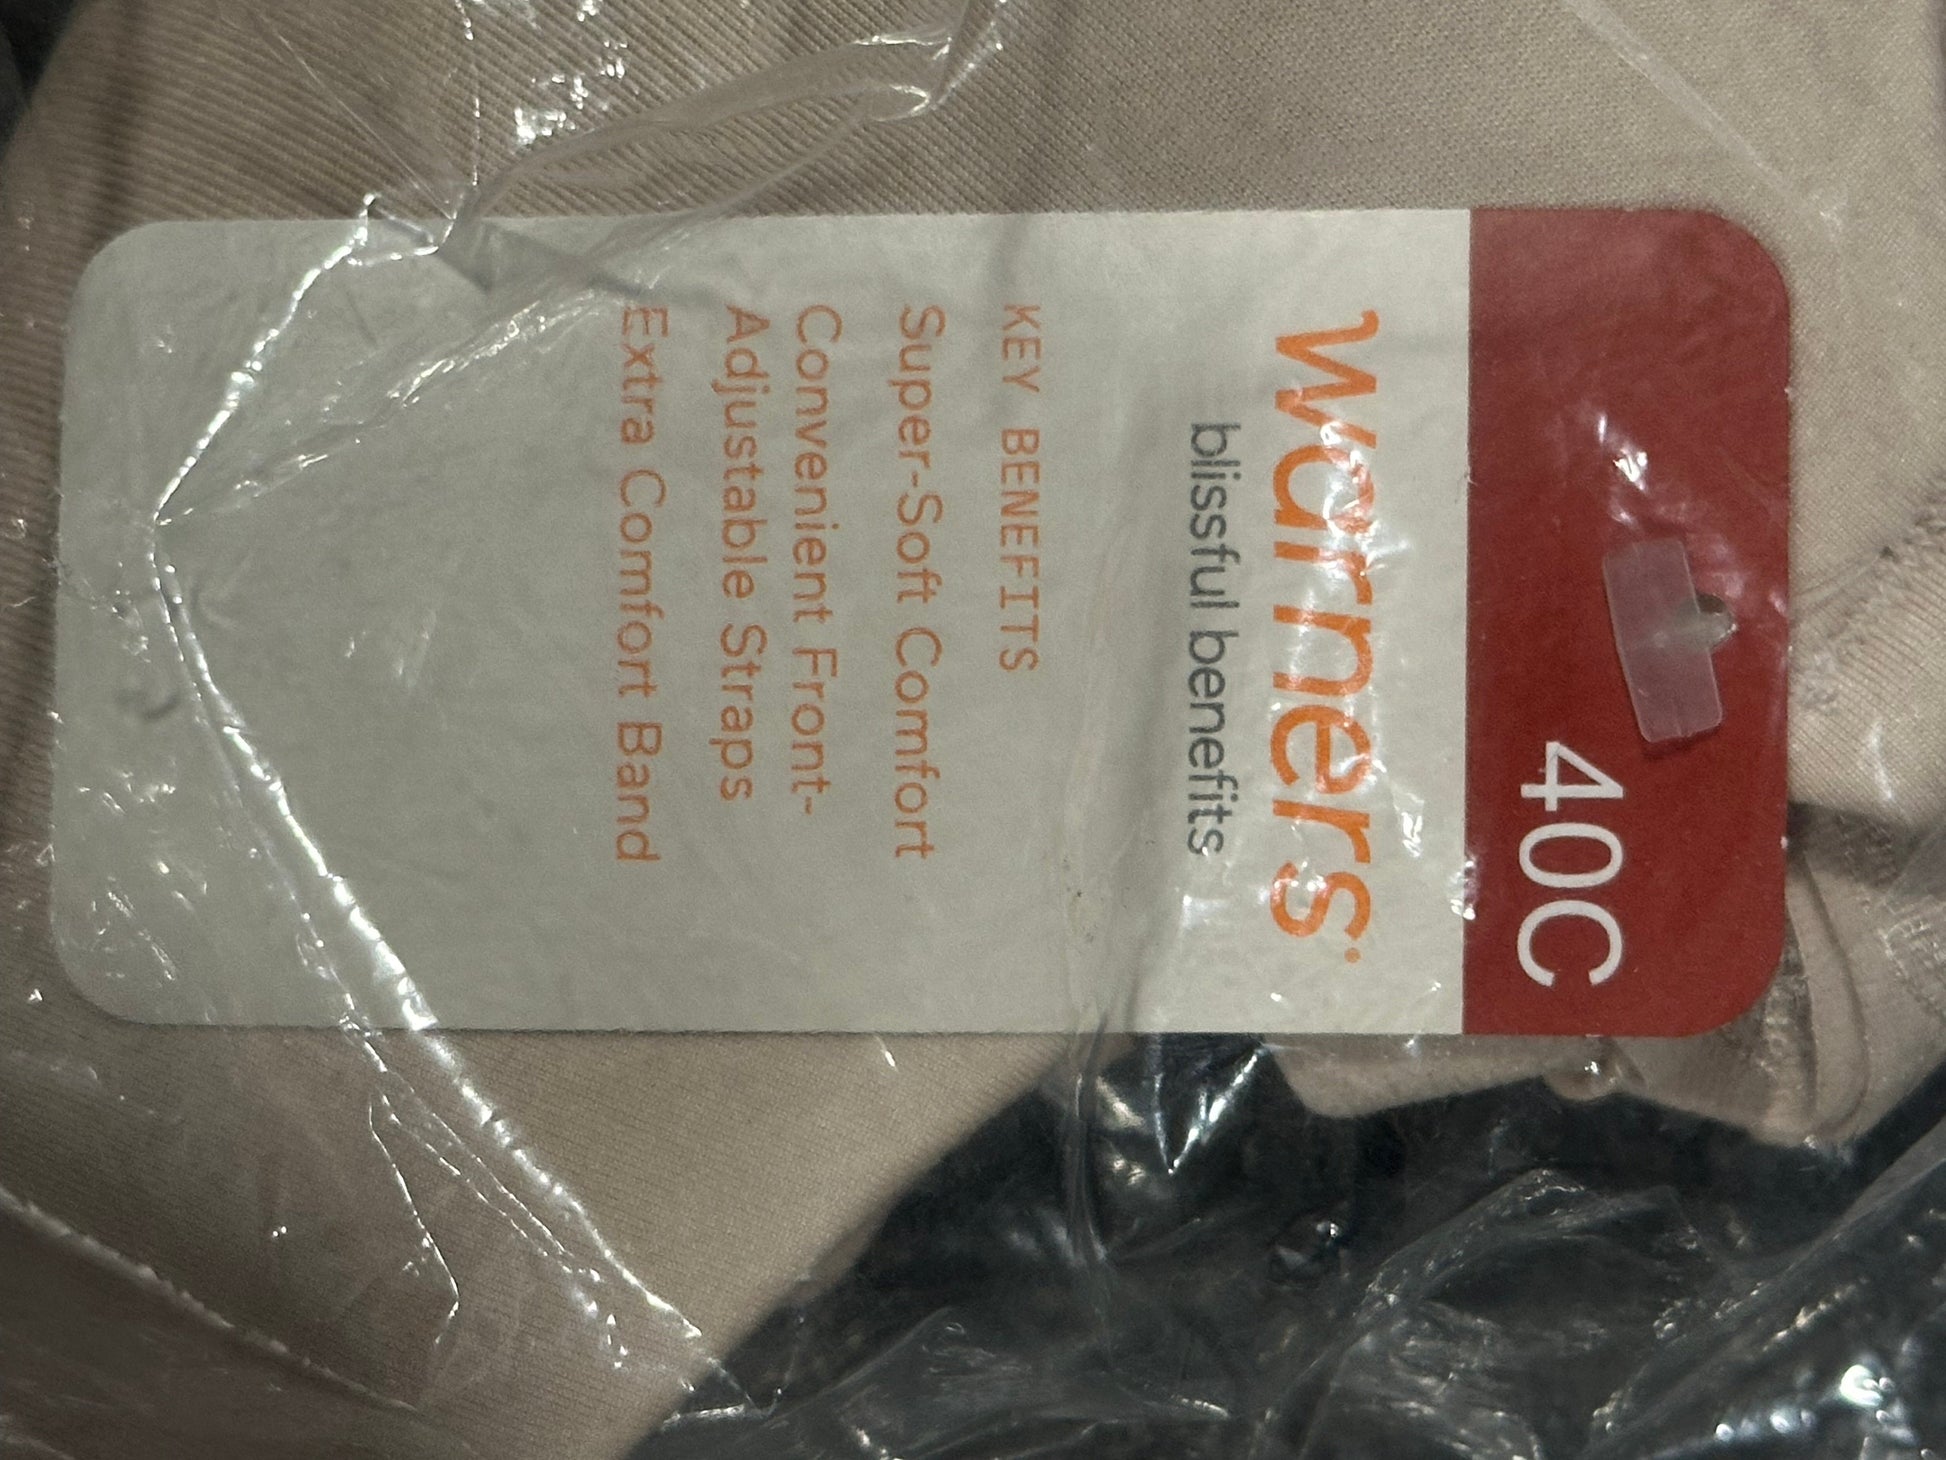 40C
warners®
blissful benefits
KEY BENEFITS
Super-Soft Comfort
Convenient Front-
Adjustable Straps
Extra Comfort Band